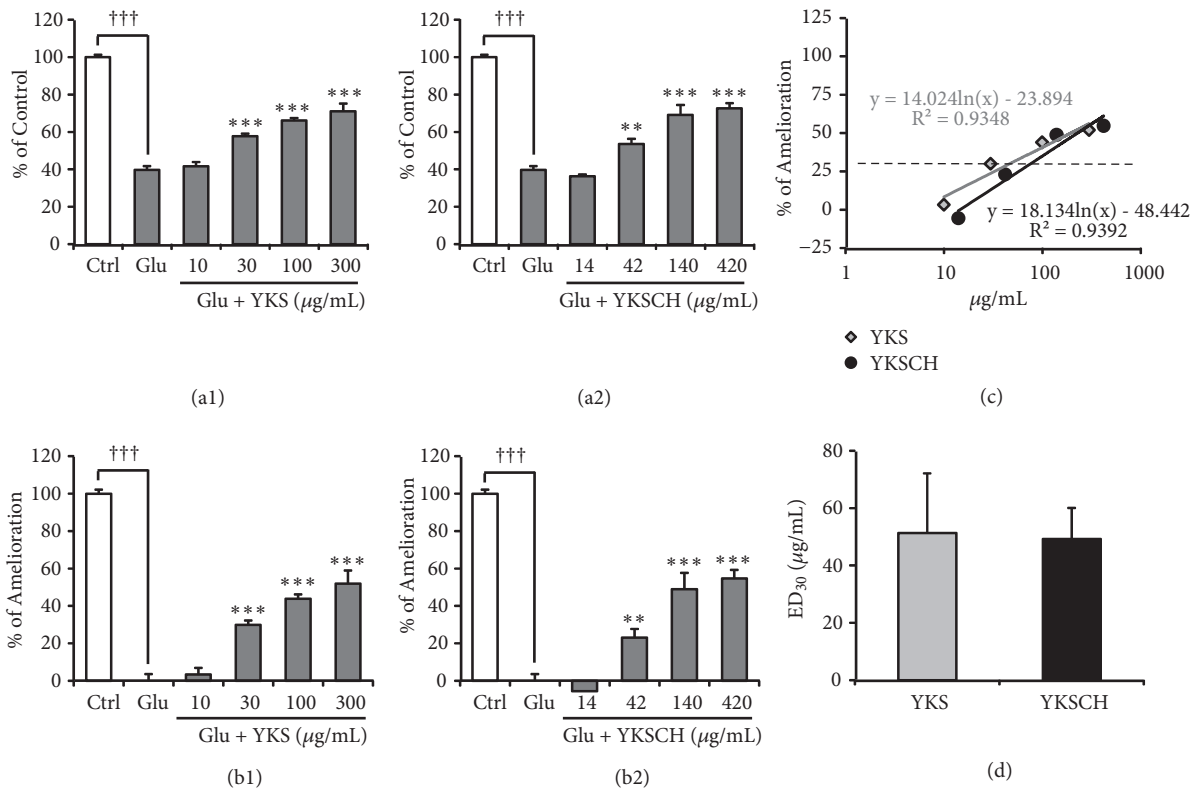 †††
% of Control
120
100
80
60
40
20
0
***
***
***
Ctrl Glu 10 30 100 300
Glu + YKS (μg/mL)
(a1)
†††
% of Control
120
100
80
60
40
20
0
**
***
***
Ctrl Glu 14 42 140 420
Glu + YKSCH (μg/mL)
(a2)
% of Amelioration
125
100
75
50
25
0
−25
y = 14.024ln(x) - 23.894
R² = 0.9348
y = 18.134ln(x) - 48.442
R² = 0.9392
1 10 100 1000
μg/mL
YKS
YKSCH
(c)
†††
% of Amelioration
120
100
80
60
40
20
0
***
***
***
Ctrl Glu 10 30 100 300
Glu + YKS (μg/mL)
(b1)
†††
% of Amelioration
120
100
80
60
40
20
0
**
***
***
Ctrl Glu 14 42 140 420
Glu + YKSCH (μg/mL)
(b2)
ED₃₀ (μg/mL)
80
60
40
20
0
YKS YKSCH
(d)